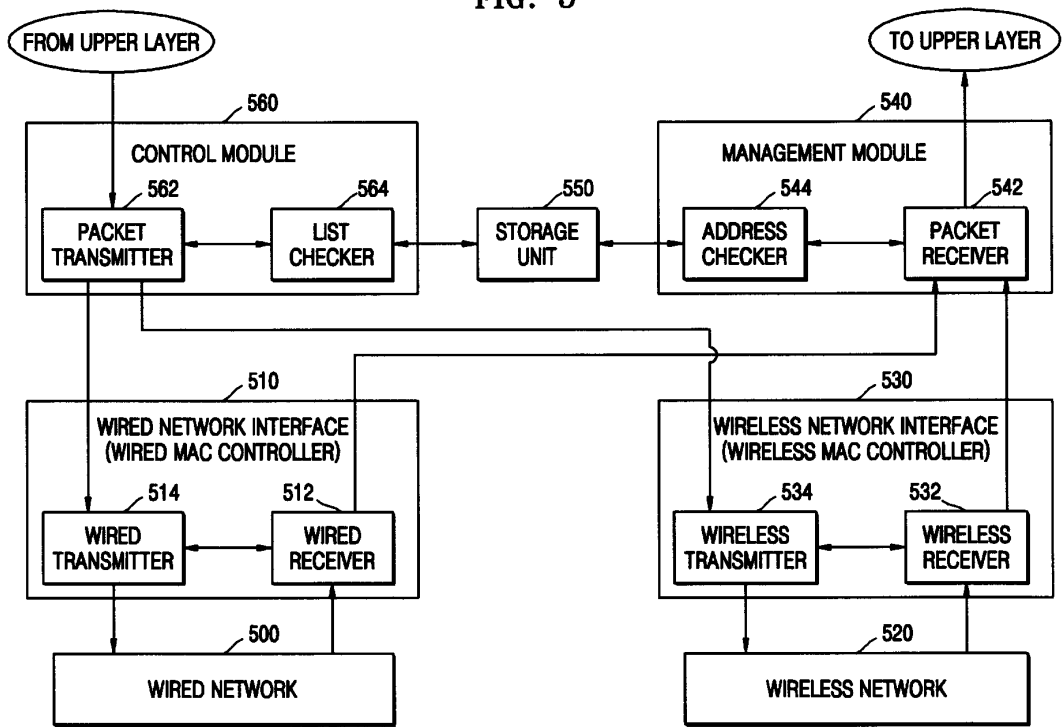 FROM UPPER LAYER
TO UPPER LAYER
560
540
CONTROL MODULE
MANAGEMENT MODULE
562
564
550
544
542
PACKET
TRANSMITTER
LIST
CHECKER
STORAGE
UNIT
ADDRESS
CHECKER
PACKET
RECEIVER
510
530
WIRED NETWORK INTERFACE
(WIRED MAC CONTROLLER)
WIRELESS NETWORK INTERFACE
(WIRELESS MAC CONTROLLER)
514
512
534
532
WIRED
TRANSMITTER
WIRED
RECEIVER
WIRELESS
TRANSMITTER
WIRELESS
RECEIVER
500
520
WIRED NETWORK
WIRELESS NETWORK